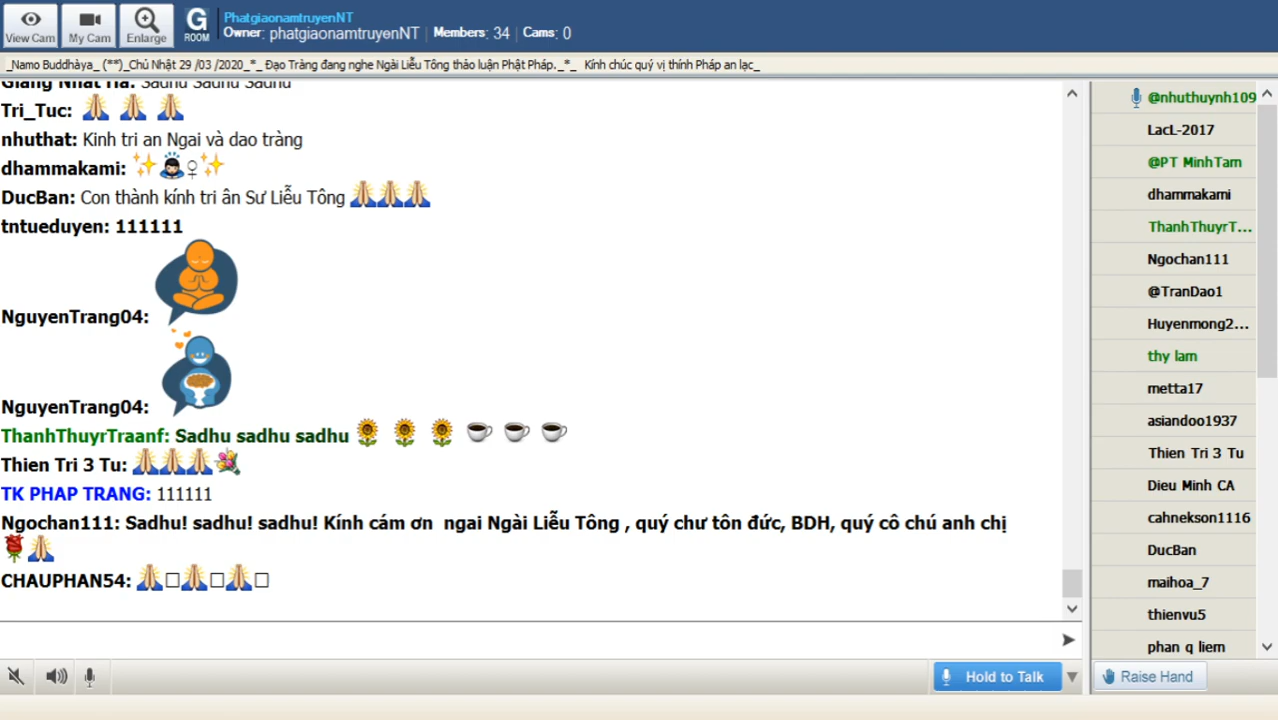 View Cam
My Cam
Enlarge
G
ROOM
PhatgiaonamtruyenNT
Owner: phatgiaonamtruyenNT | Members: 34 | Cams: 0
_Namo Buddhàya_ (**)_Chủ Nhật 29 /03 /2020_*_ Đạo Tràng đang nghe Ngài Liễu Tông thảo luận Phật Pháp._*_ Kính chúc quý vị thính Pháp an lạc_
Giang Nhat Ha: Sadhu Sadhu Sadhu
Tri_Tuc: 🙏 🙏 🙏
nhuthat: Kinh tri an Ngai và dao tràng
dhammakami: ✨🙇♀✨
DucBan: Con thành kính tri ân Sư Liễu Tông 🙏🙏🙏
tntueduyen: 111111
NguyenTrang04:
NguyenTrang04:
ThanhThuyrTraanf: Sadhu sadhu sadhu 🌻 🌻 🌻 ☕ ☕ ☕
Thien Tri 3 Tu: 🙏🙏🙏💐
TK PHAP TRANG: 111111
Ngochan111: Sadhu! sadhu! sadhu! Kính cám ơn ngai Ngài Liễu Tông , quý chư tôn đức, BDH, quý cô chú anh chị
🌹🙏
CHAUPHAN54: 🙏□🙏□🙏□
Hold to Talk
@nhuthuynh109
LacL-2017
@PT MinhTam
dhammakami
ThanhThuyrT...
Ngochan111
@TranDao1
Huyenmong2...
thy lam
metta17
asiandoo1937
Thien Tri 3 Tu
Dieu Minh CA
cahnekson1116
DucBan
maihoa_7
thienvu5
phan q liem
Raise Hand